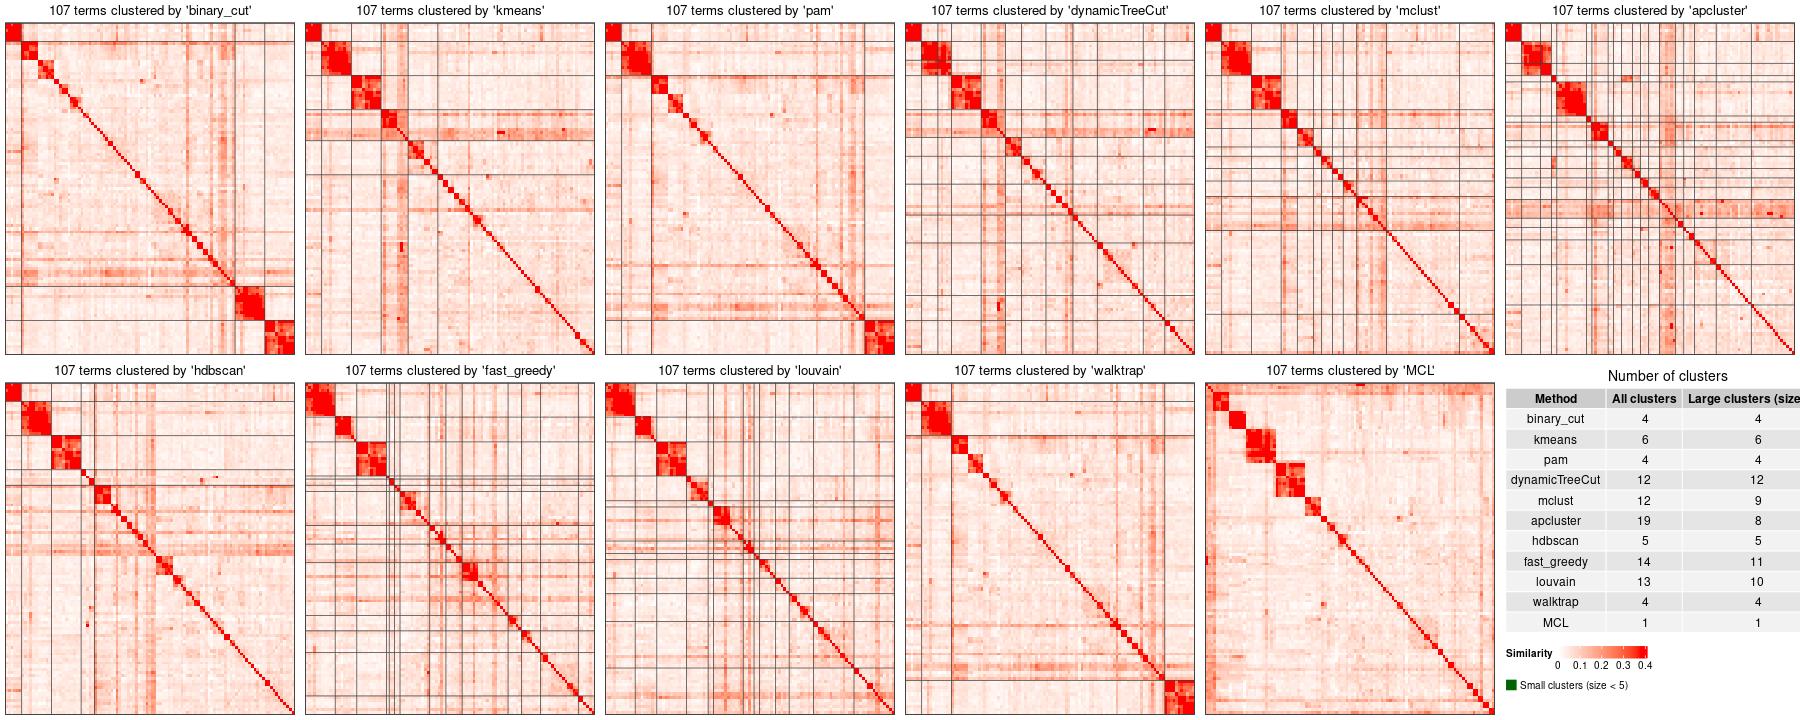 107 terms clustered by 'binary_cut'
107 terms clustered by 'kmeans'
107 terms clustered by 'pam'
107 terms clustered by 'dynamicTreeCut'
107 terms clustered by 'mclust'
107 terms clustered by 'apcluster'
107 terms clustered by 'hdbscan'
107 terms clustered by 'fast_greedy'
107 terms clustered by 'louvain'
107 terms clustered by 'walktrap'
107 terms clustered by 'MCL'
Number of clusters
Method All clusters Large clusters (size
binary_cut 4 4
kmeans 6 6
pam 4 4
dynamicTreeCut 12 12
mclust 12 9
apcluster 19 8
hdbscan 5 5
fast_greedy 14 11
louvain 13 10
walktrap 4 4
MCL 1 1
Similarity
0 0.1 0.2 0.3 0.4
Small clusters (size < 5)